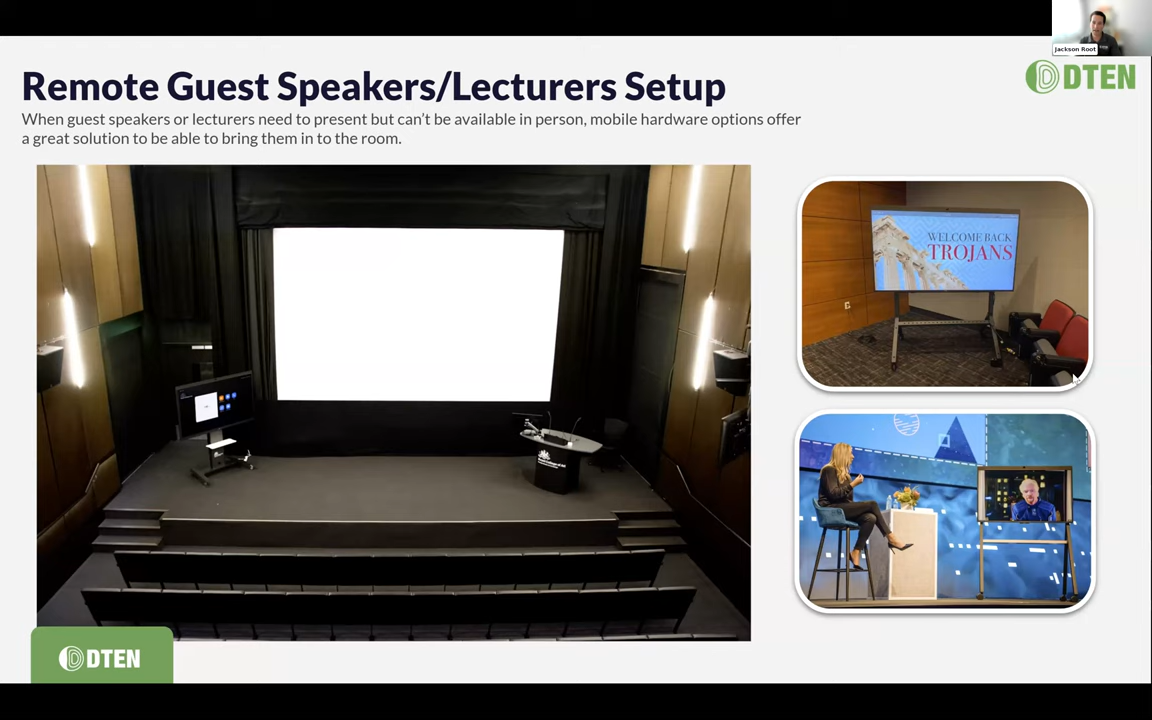 Jackson Root
DTEN
Remote Guest Speakers/Lecturers Setup
When guest speakers or lecturers need to present but can't be available in person, mobile hardware options offer
a great solution to be able to bring them in to the room.
WELCOME BACK
TROJANS
DTEN